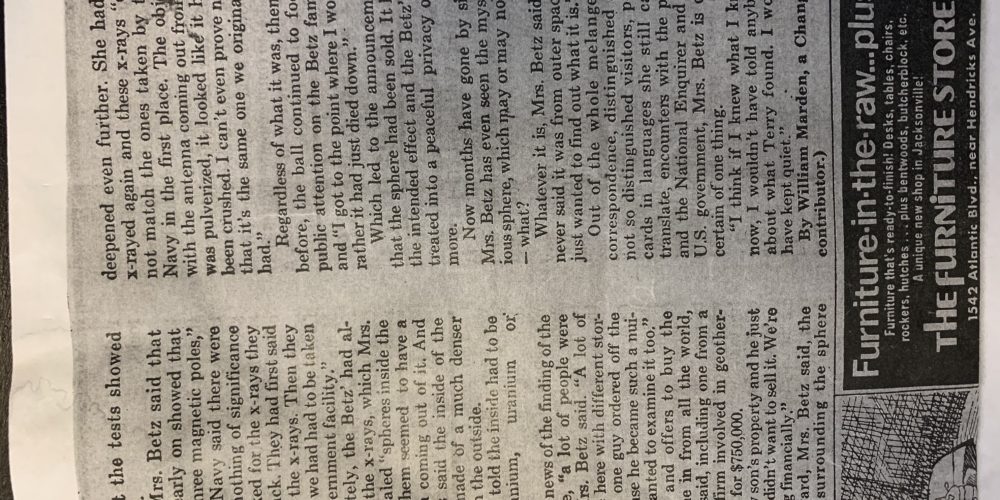 t the tests showed
Mrs. Betz said that
early on showed that
hree magnetic poles,”
Navy said there were
nothing of significance
ked for the x-rays they
ck. They had first said
the x-rays. Then they
we had had to be taken
ernment facility.”
tely, the Betz' had al-
the x-rays, which Mrs.
aled “spheres inside the
hem seemed to have a
a coming out of it. And
s said the inside of the
made of a much denser
n the outside.
told the inside had to be
nium, uranium or
news of the finding of the
e, “a lot of people were
rs. Betz said. “A lot of
here with different stor-
one guy ordered off the
se he became such a nui-
anted to examine it too.”
and offers to buy the
e in from all the world,
said, including one from a
firm involved in geother-
for $750,000.
y son's property and he just
didn't want to sell it. We're
g financially.”
ard, Mrs. Betz said, the
surrounding the sphere
deepened even further. She had
x-rayed again and these x-rays “
not match the ones taken by t
Navy in the first place. The obj
with the antenna coming out from
was pulverized, it looked like it h
been crushed. I can't even prove n
that it's the same one we origina
had.”
Regardless of what it was, then
before, the ball continued to fo
public attention on the Betz fam
and “I got to the point where I wo
rather it had just died down.”
Which led to the announcem
that the sphere had been sold. It h
the intended effect and the Betz'
treated into a peaceful privacy o
more.
Now months have gone by si
Mrs. Betz has even seen the mys
ious sphere, which may or may no
— what?
Whatever it is, Mrs. Betz said
never said it was from outer spac
just wanted to find out what it is.”
Out of the whole melange
correspondence, distinguished
not so distinguished visitors, p
cards in languages she still ca
translate, encounters with the p
and the National Enquirer and
U.S. government, Mrs. Betz is c
certain of one thing.
“I think if I knew what I k
now, I wouldn't have told anyb
about what Terry found. I wo
have kept quiet.”
By William Marden, a Chang
contributor.)
Furniture·in·the·raw...plu
Furniture that's ready-to-finish! Desks, tables, chairs,
rockers, hutches . . . plus bentwoods, butcherblock, etc.
A unique new shop in Jacksonville!
THE FURNITURE STORE
1542 Atlantic Blvd., near Hendricks Ave.